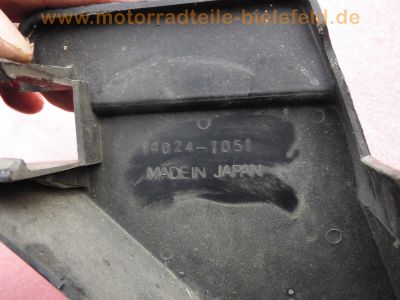 www.motorradteile-bielefeld.de
14024-1051
MADE IN JAPAN